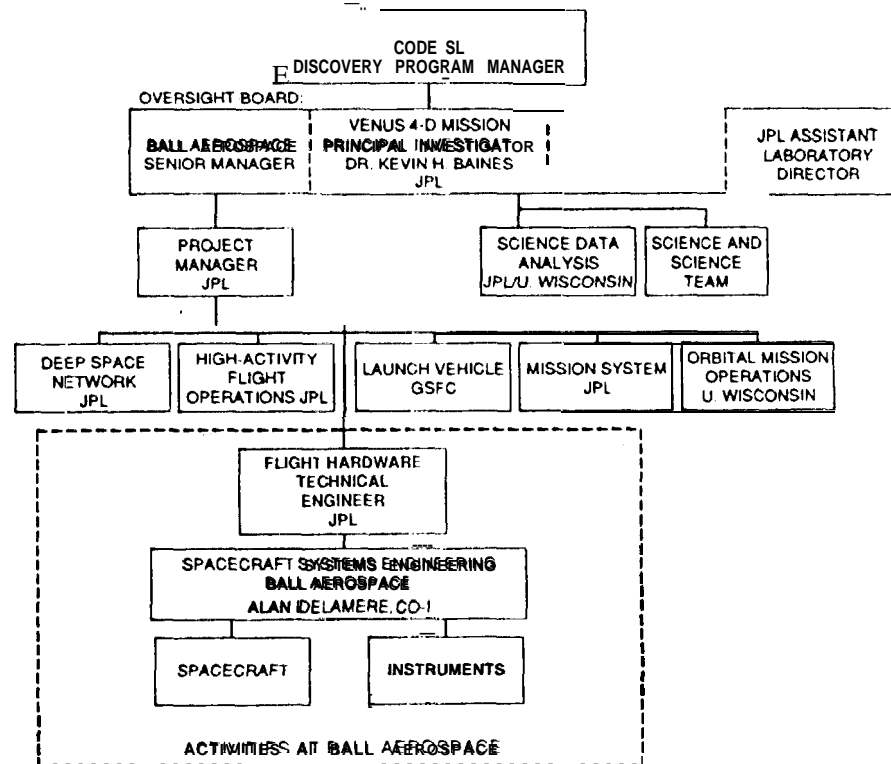 CODE SL
DISCOVERY PROGRAM MANAGER
OVERSIGHT BOARD:
BALL AEROSPACE
SENIOR MANAGER
VENUS 4-D MISSION
PRINCIPAL INVESTIGATOR
DR. KEVIN H. BAINES
JPL
JPL ASSISTANT
LABORATORY
DIRECTOR
PROJECT
MANAGER
JPL
SCIENCE DATA
ANALYSIS
JPL/U. WISCONSIN
SCIENCE AND
SCIENCE
TEAM
DEEP SPACE
NETWORK
JPL
HIGH-ACTIVITY
FLIGHT
OPERATIONS JPL
LAUNCH VEHICLE
GSFC
MISSION SYSTEM
JPL
ORBITAL MISSION
OPERATIONS
U. WISCONSIN
FLIGHT HARDWARE
TECHNICAL
ENGINEER
JPL
SPACECRAFT SYSTEMS ENGINEERING
BALL AEROSPACE
ALAN DELAMERE, CO-I
SPACECRAFT
INSTRUMENTS
ACTIVITIES AT BALL AEROSPACE